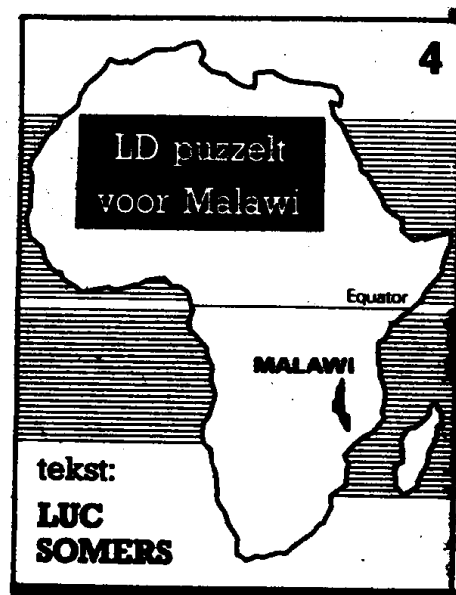 4
LD puzzelt
voor Malawi
Equator
MALAWI
tekst:
LUC
SOMERS